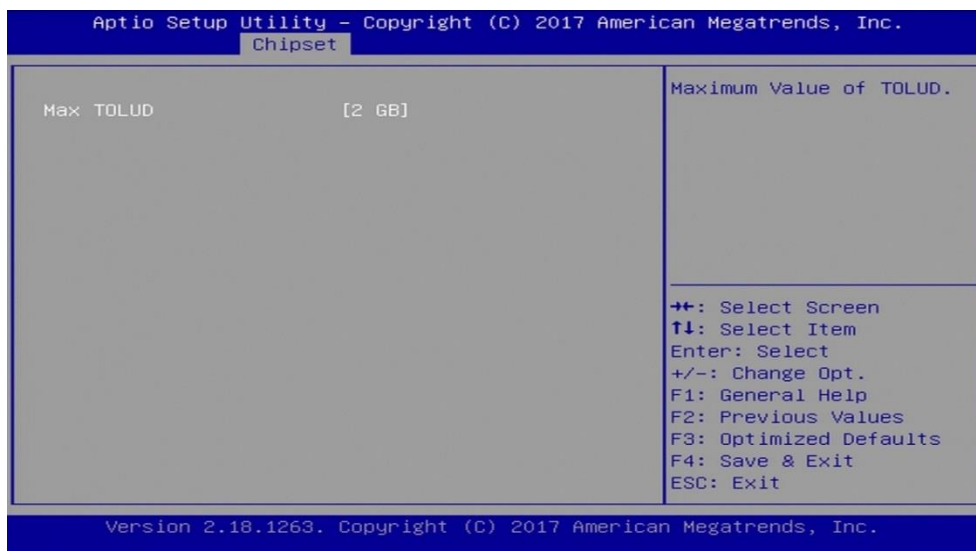 Aptio Setup Utility – Copyright (C) 2017 American Megatrends, Inc.
Chipset
Max TOLUD [2 GB]
Maximum Value of TOLUD.
→←: Select Screen
↑↓: Select Item
Enter: Select
+/-: Change Opt.
F1: General Help
F2: Previous Values
F3: Optimized Defaults
F4: Save & Exit
ESC: Exit
Version 2.18.1263. Copyright (C) 2017 American Megatrends, Inc.